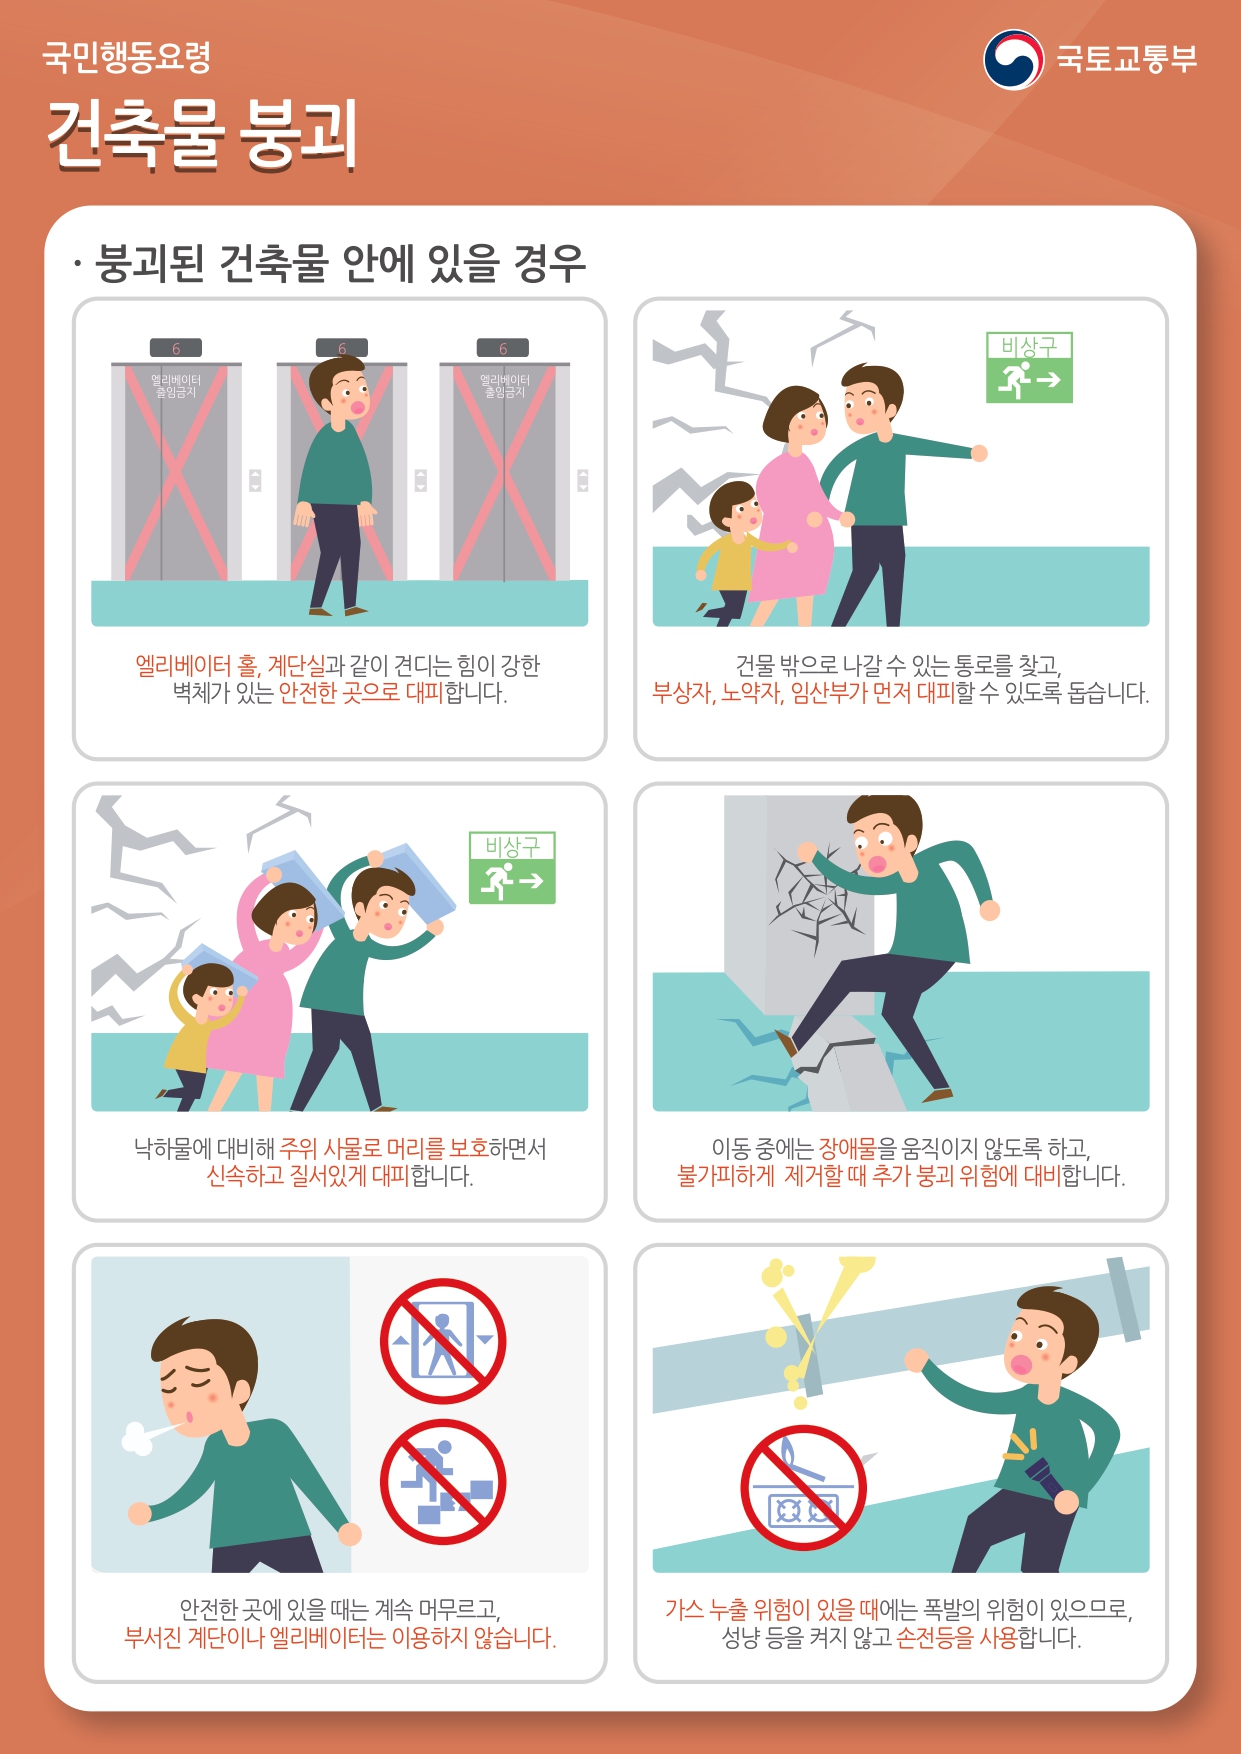 국민행동요령
국토교통부
건축물 붕괴
· 붕괴된 건축물 안에 있을 경우
6
6
6
엘리베이터
출입금지
엘리베이터
출입금지
엘리베이터 홀, 계단실과 같이 견디는 힘이 강한
벽체가 있는 안전한 곳으로 대피합니다.
비상구
건물 밖으로 나갈 수 있는 통로를 찾고,
부상자, 노약자, 임산부가 먼저 대피할 수 있도록 돕습니다.
비상구
낙하물에 대비해 주위 사물로 머리를 보호하면서
신속하고 질서있게 대피합니다.
이동 중에는 장애물을 움직이지 않도록 하고,
불가피하게 제거할 때 추가 붕괴 위험에 대비합니다.
안전한 곳에 있을 때는 계속 머무르고,
부서진 계단이나 엘리베이터는 이용하지 않습니다.
가스 누출 위험이 있을 때에는 폭발의 위험이 있으므로,
성냥 등을 켜지 않고 손전등을 사용합니다.